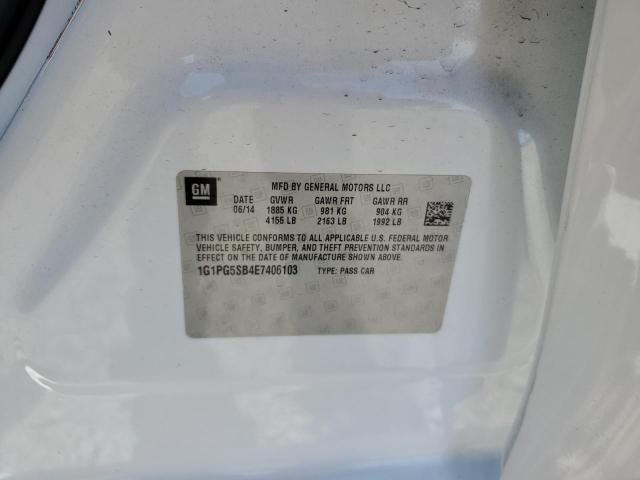 GM
MFD BY GENERAL MOTORS LLC
DATE GVWR GAWR FRT GAWR RR
06/14 1885 KG 981 KG 904 KG
4155 LB 2163 LB 1992 LB
THIS VEHICLE CONFORMS TO ALL APPLICABLE U.S. FEDERAL MOTOR
VEHICLE SAFETY, BUMPER, AND THEFT PREVENTION STANDARDS IN
EFFECT ON THE DATE OF MANUFACTURE SHOWN ABOVE.
1G1PG5SB4E7406103 TYPE: PASS CAR